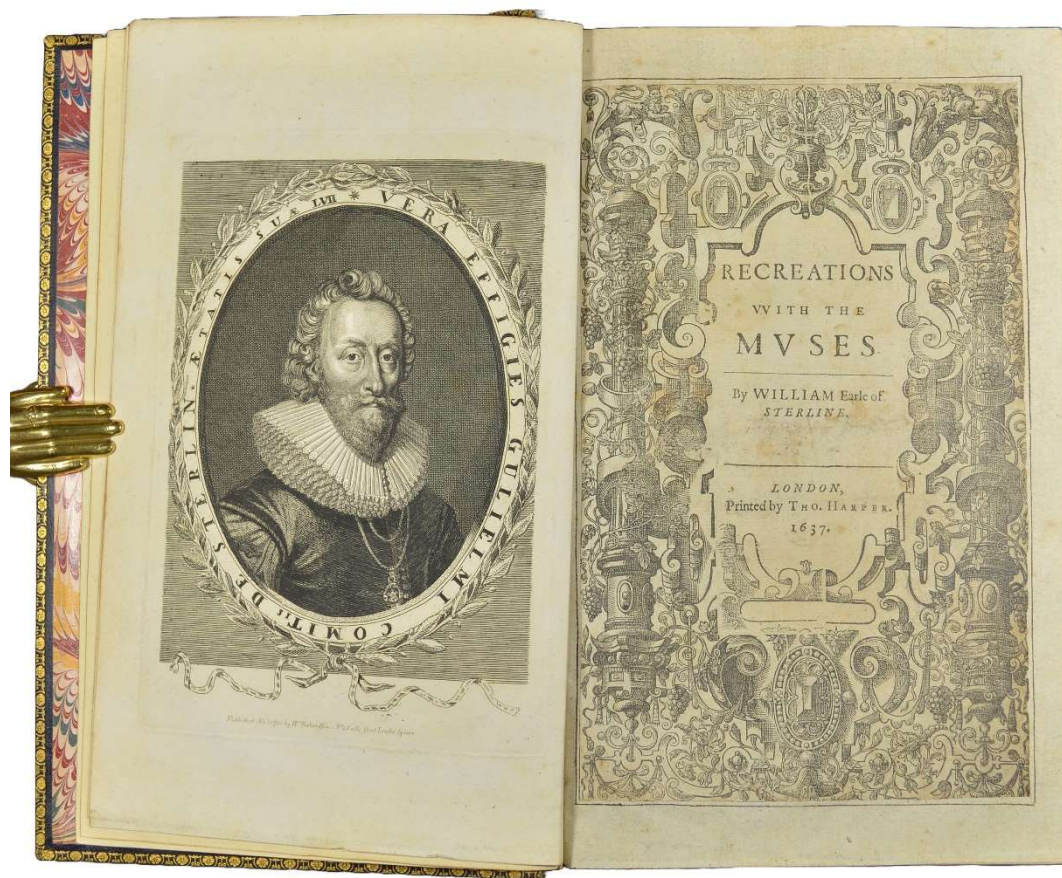 VERA EFFIGIES GULIELMI COMIT. DE STERLIN. ÆTATIS SUÆ LVII *
RECREATIONS
VVITH THE
MVSES
By WILLIAM Earle of
STERLINE.
LONDON,
Printed by THO. HARPER.
1637.